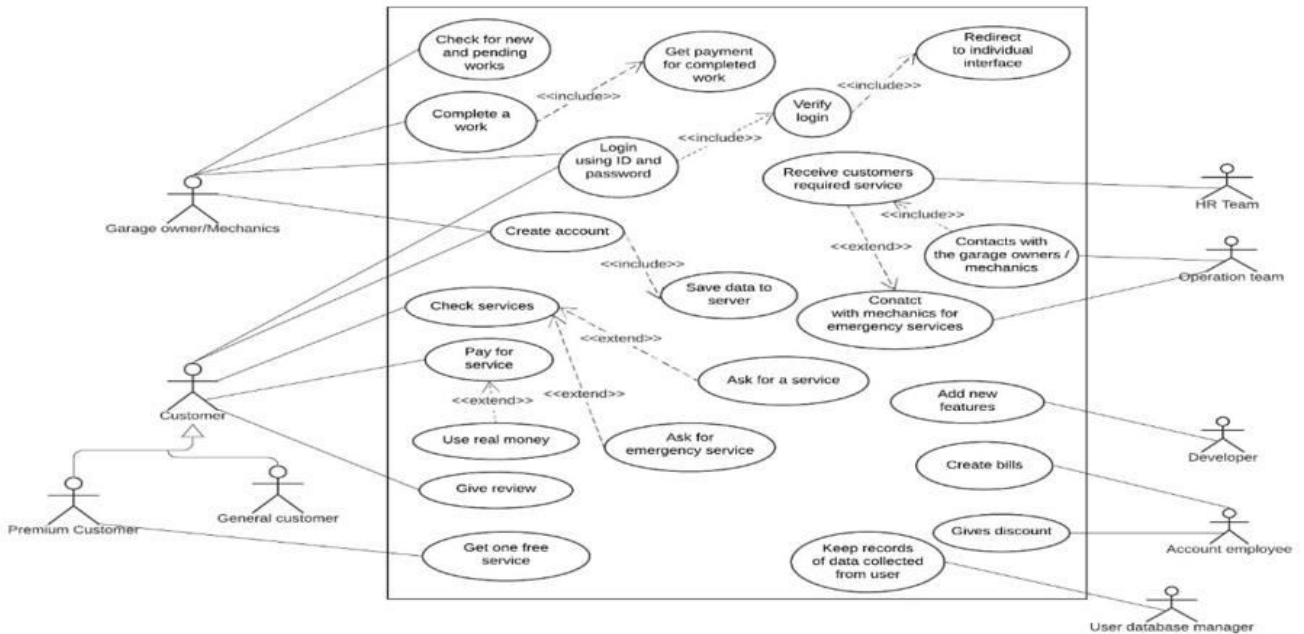 Check for new
and pending
works
Get payment
for completed
work
Redirect
to individual
interface
<<include>>
<<include>>
Complete a
work
Verify
login
<<include>>
Login
using ID and
password
Receive customers
required service
HR Team
Garage owner/Mechanics
<<include>>
Create account
Contacts with
the garage owners /
mechanics
<<extend>>
Operation team
<<include>>
Save data to
server
Check services
Conatct
with mechanics for
emergency services
<<extend>>
Pay for
service
Ask for a service
<<extend>>
<<extend>>
Customer
Add new
features
Use real money
Ask for
emergency service
Developer
Create bills
Give review
General customer
Premium Customer
Gives discount
Account employee
Get one free
service
Keep records
of data collected
from user
User database manager